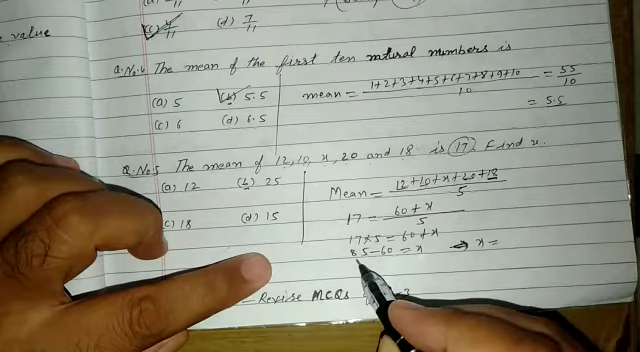 (d) 7/11
e value
(c) 4/11
Q.No.4 The mean of the first ten natural numbers is
(a) 5 (b) 5.5
(c) 6 (d) 6.5
mean = 1+2+3+4+5+6+7+8+9+10 / 10 = 55/10
= 5.5
Q.No.5 The mean of 12, 10, x, 20 and 18 is 17. Find x.
(a) 12 (b) 25
(c) 18 (d) 15
Mean = 12+10+x+20+18 / 5
17 = 60+x / 5
17×5 = 60+x
85-60 = x → x =
Revise MCQs